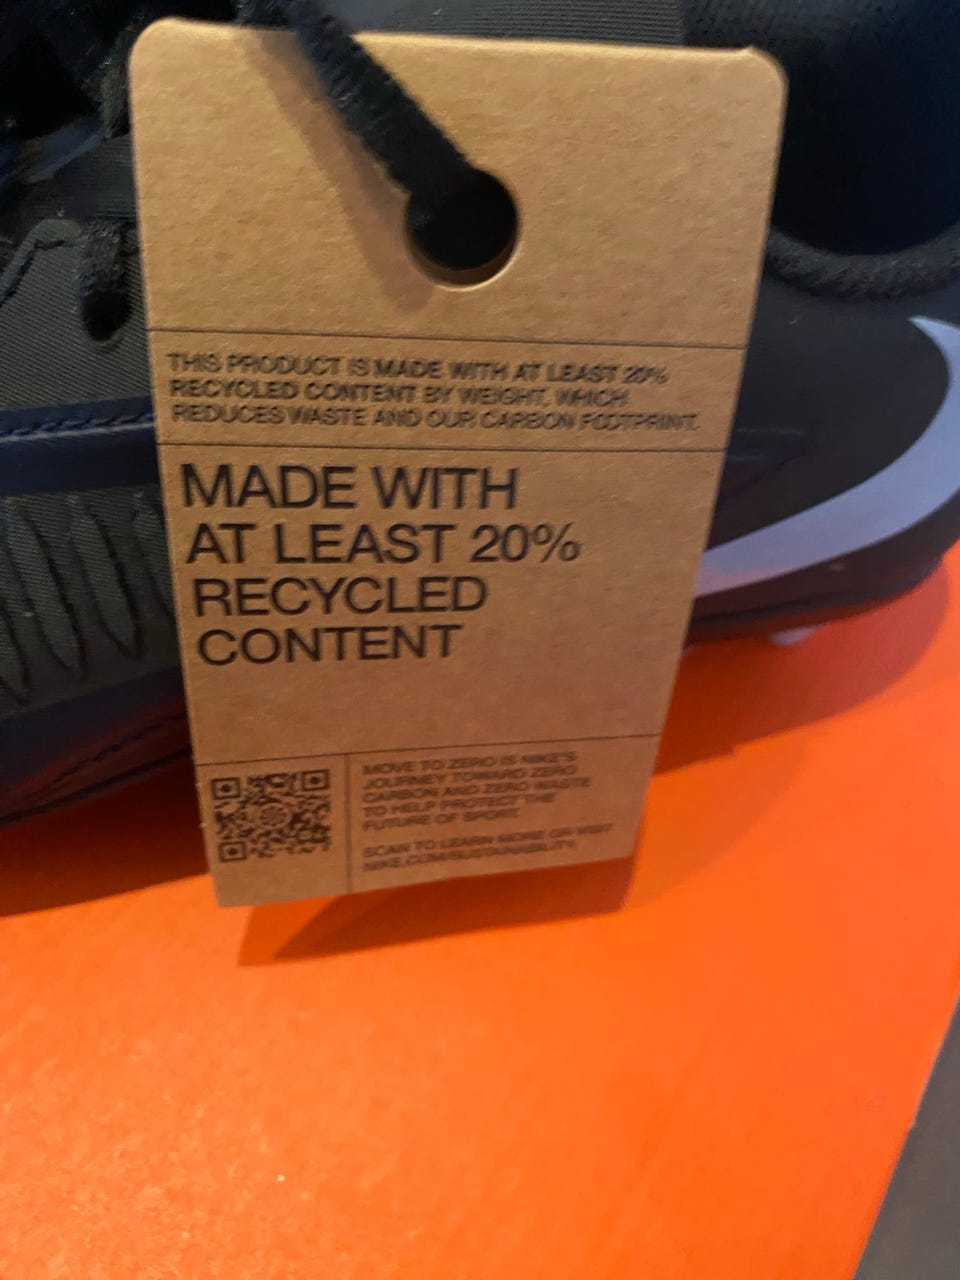 THIS PRODUCT IS MADE WITH AT LEAST 20%
RECYCLED CONTENT BY WEIGHT, WHICH
REDUCES WASTE AND OUR CARBON FOOTPRINT.
MADE WITH
AT LEAST 20%
RECYCLED
CONTENT
MOVE TO ZERO IS NIKE'S
JOURNEY TOWARD ZERO
CARBON AND ZERO WASTE
TO HELP PROTECT THE
FUTURE OF SPORT.
SCAN TO LEARN MORE OR VISIT
NIKE.COM/SUSTAINABILITY.